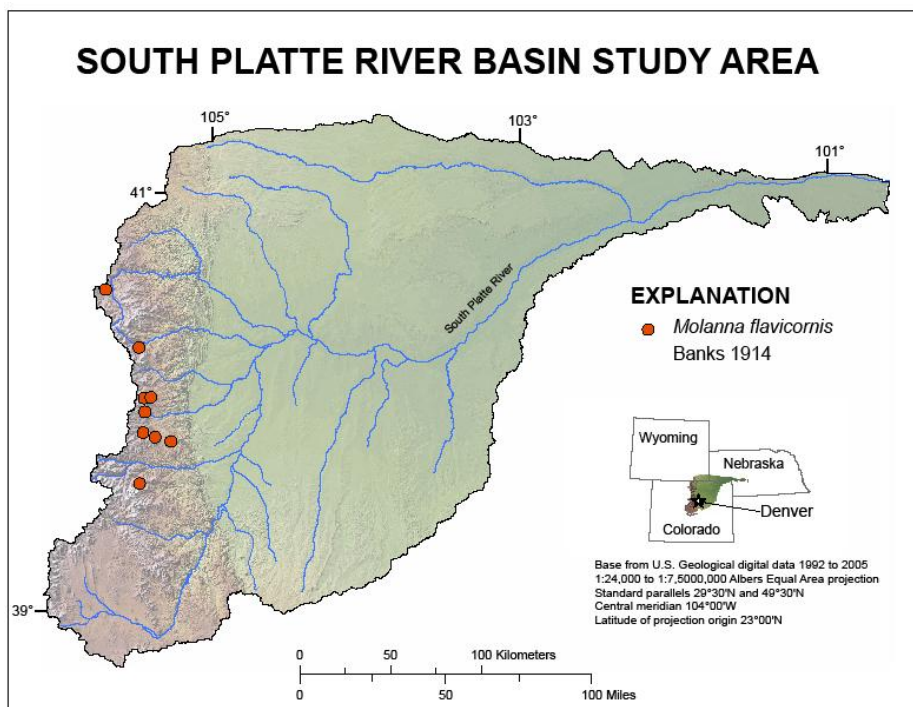 SOUTH PLATTE RIVER BASIN STUDY AREA
105°
103°
101°
41°
South Platte River
EXPLANATION
Molanna flavicornis
Banks 1914
Wyoming
Nebraska
Denver
Colorado
Base from U.S. Geological digital data 1992 to 2005
1:24,000 to 1:7,5000,000 Albers Equal Area projection
Standard parallels 29°30'N and 49°30'N
Central meridian 104°00'W
Latitude of projection origin 23°00'N
39°
0 50 100 Kilometers
0 50 100 Miles